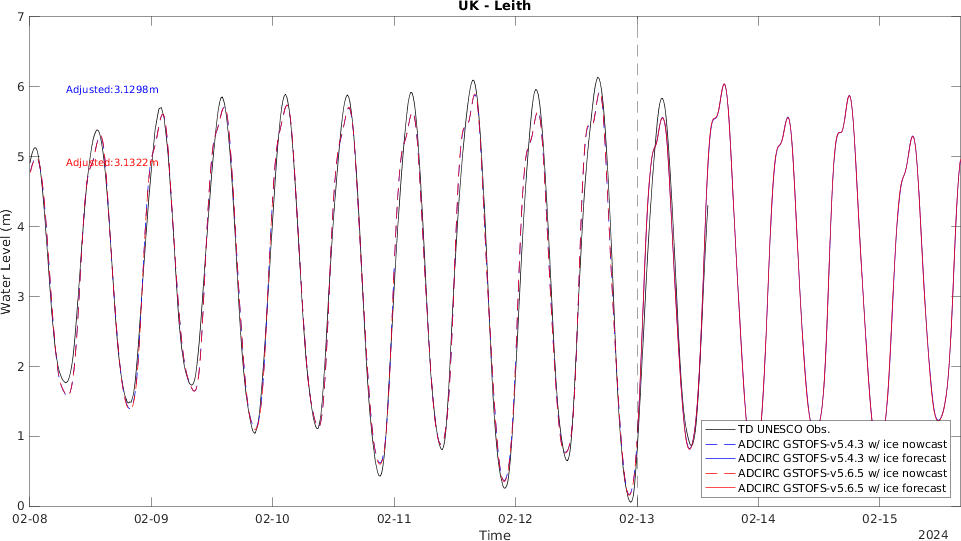 UK - Leith
7
6
5
4
3
2
1
0
Water Level (m)
Adjusted:3.1298m
Adjusted:3.1322m
TD UNESCO Obs.
ADCIRC GSTOFS-v5.4.3 w/ ice nowcast
ADCIRC GSTOFS-v5.4.3 w/ ice forecast
ADCIRC GSTOFS-v5.6.5 w/ ice nowcast
ADCIRC GSTOFS-v5.6.5 w/ ice forecast
02-08 02-09 02-10 02-11 02-12 02-13 02-14 02-15
Time
2024